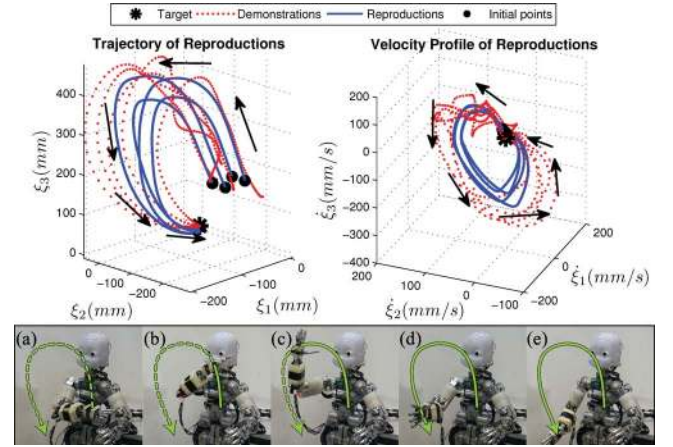 Target Demonstrations Reproductions Initial points
Trajectory of Reproductions
Velocity Profile of Reproductions
400
300
200
100
0
ξ3(mm)
0
−100
−200
ξ2(mm)
−200
−100
0
ξ1(mm)
200
100
0
−100
−200
−300
−400
ξ̇3(mm/s)
200
100
0
−100
ξ̇2(mm/s)
−200
0
200
ξ̇1(mm/s)
(a) (b) (c) (d) (e)